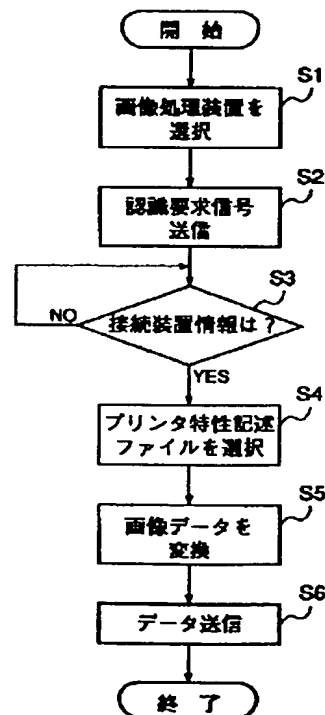 開 始
S1
画像処理装置を
選択
S2
認識要求信号
送信
S3
接続装置情報は？
NO
YES
S4
プリンタ特性記述
ファイルを選択
S5
画像データを
変換
S6
データ送信
終 了